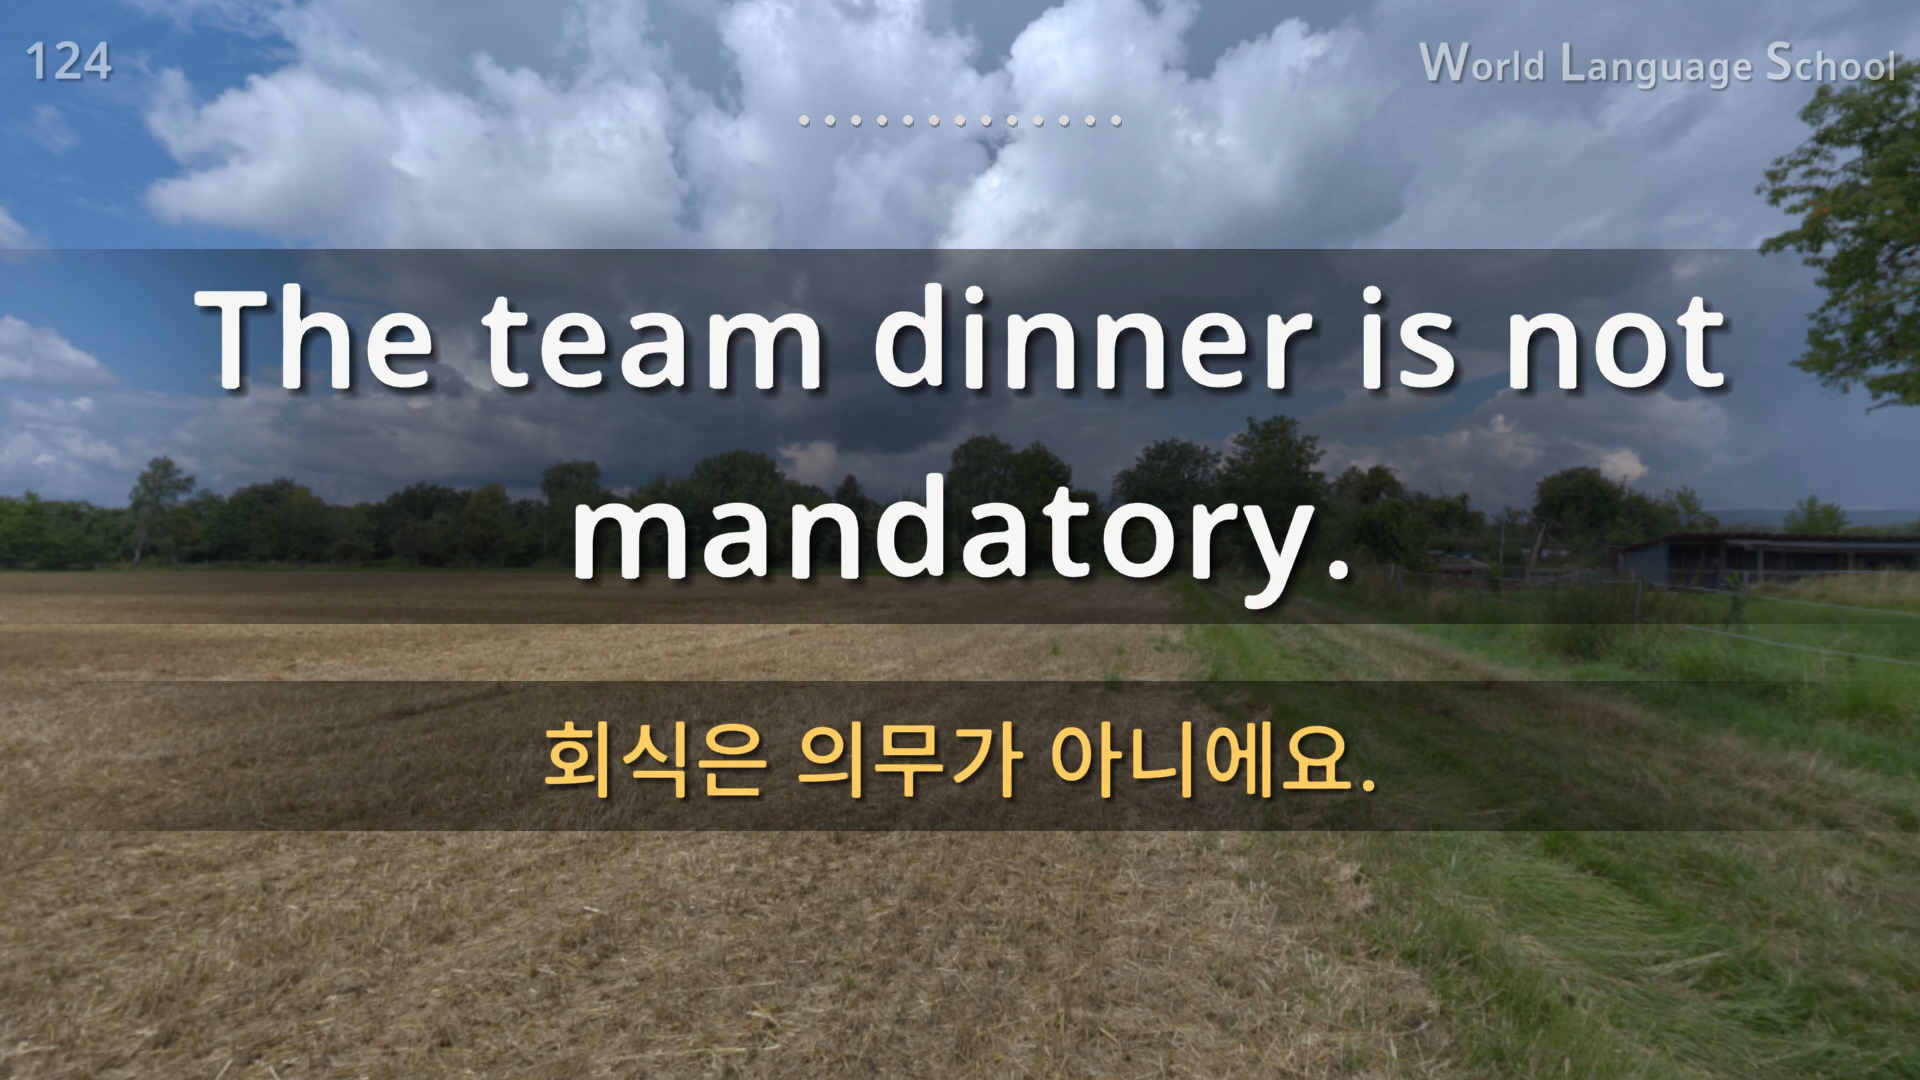 124
World Language School
The team dinner is not
mandatory.
회식은 의무가 아니에요.